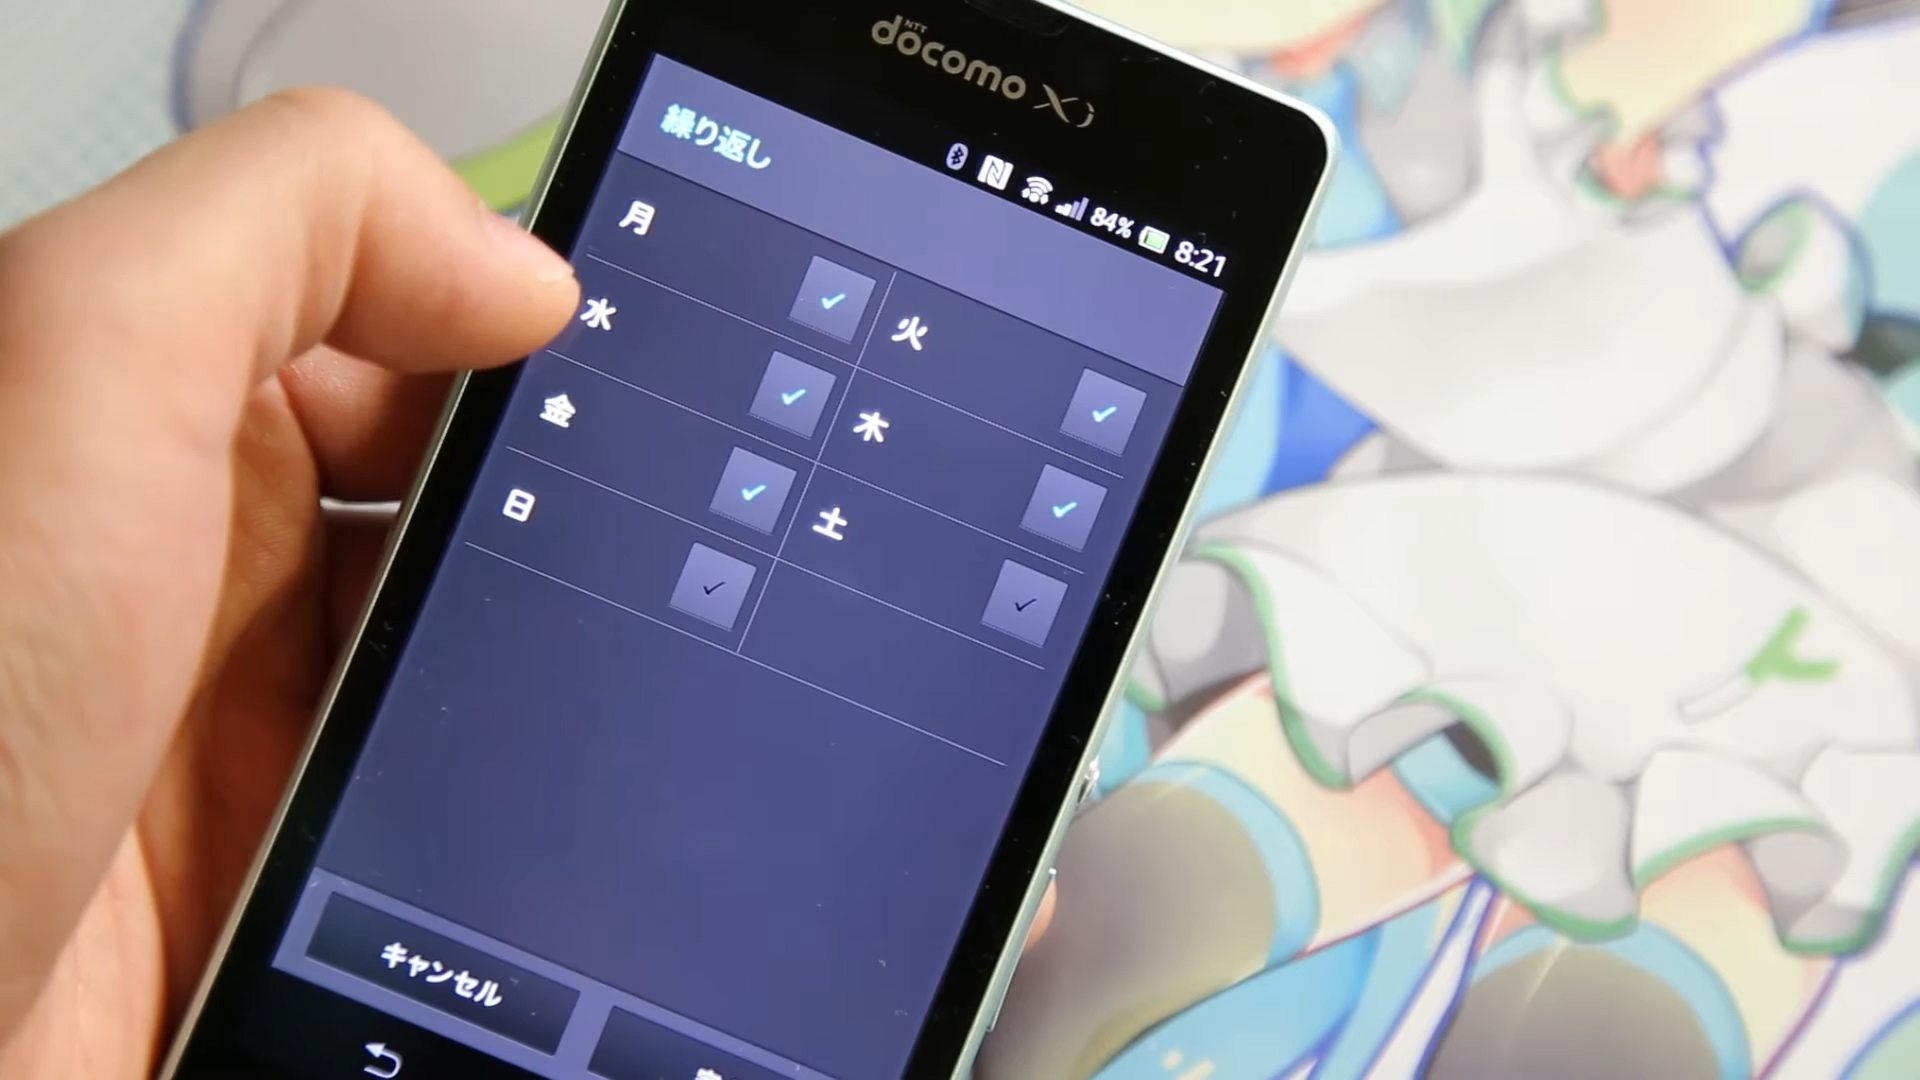 NTT
docomo Xi
84% 8:21
繰り返し
月
火
水
木
金
土
日
キャンセル